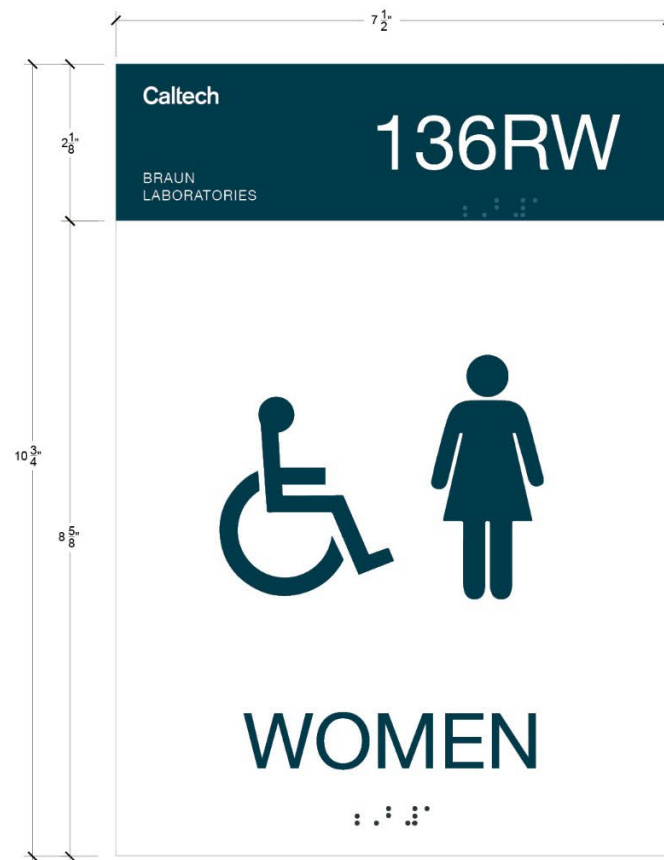 7 1/2"
Caltech
136RW
2 1/8"
BRAUN
LABORATORIES
10 3/4"
8 5/8"
WOMEN